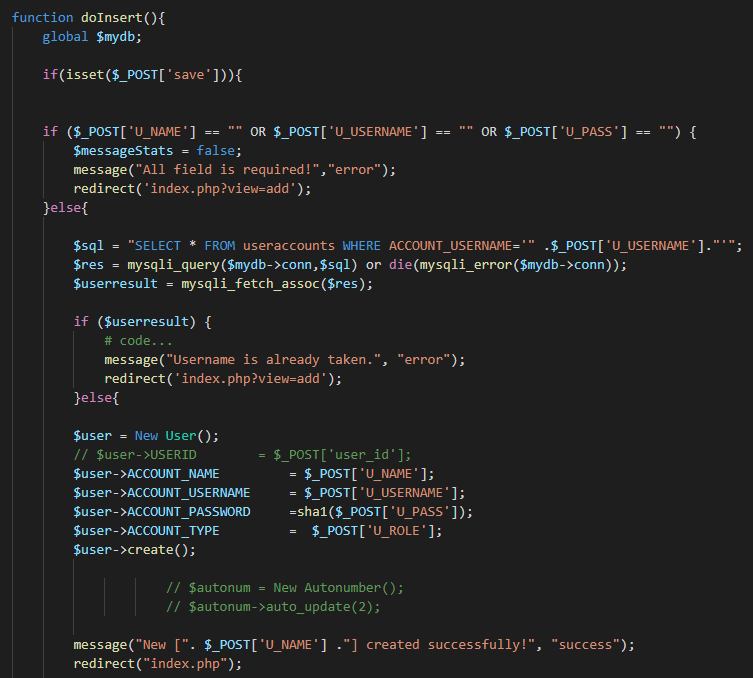 function doInsert(){
global $mydb;
if(isset($_POST['save'])){
if ($_POST['U_NAME'] == "" OR $_POST['U_USERNAME'] == "" OR $_POST['U_PASS'] == "") {
$messageStats = false;
message("All field is required!","error");
redirect('index.php?view=add');
}else{
$sql = "SELECT * FROM useraccounts WHERE ACCOUNT_USERNAME='" .$_POST['U_USERNAME']."'";
$res = mysqli_query($mydb->conn,$sql) or die(mysqli_error($mydb->conn));
$userresult = mysqli_fetch_assoc($res);
if ($userresult) {
# code...
message("Username is already taken.", "error");
redirect('index.php?view=add');
}else{
$user = New User();
// $user->USERID = $_POST['user_id'];
$user->ACCOUNT_NAME = $_POST['U_NAME'];
$user->ACCOUNT_USERNAME = $_POST['U_USERNAME'];
$user->ACCOUNT_PASSWORD =sha1($_POST['U_PASS']);
$user->ACCOUNT_TYPE = $_POST['U_ROLE'];
$user->create();
// $autonum = New Autonumber();
// $autonum->auto_update(2);
message("New [". $_POST['U_NAME'] ."] created successfully!", "success");
redirect("index.php");